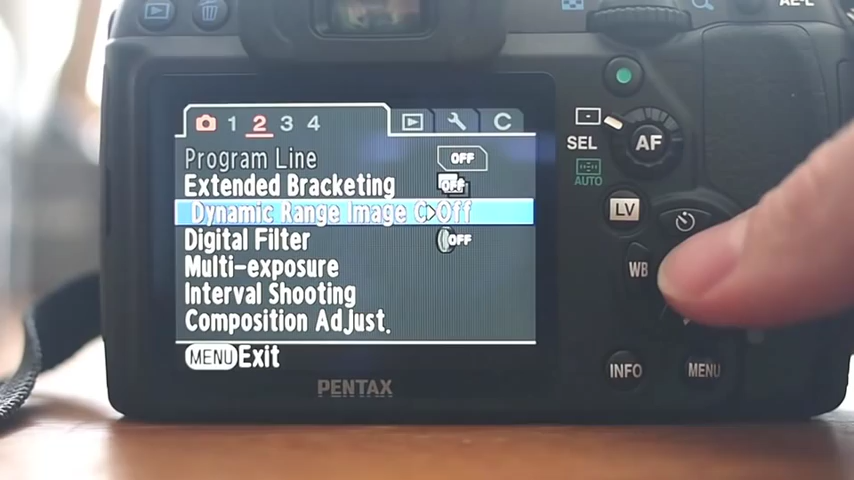 AE-L
1 2 3 4 C
Program Line OFF
Extended Bracketing OFF
Dynamic Range Image C Off
Digital Filter OFF
Multi-exposure
Interval Shooting
Composition Adjust.
MENU Exit
PENTAX
SEL AF
AUTO
LV
WB
INFO MENU